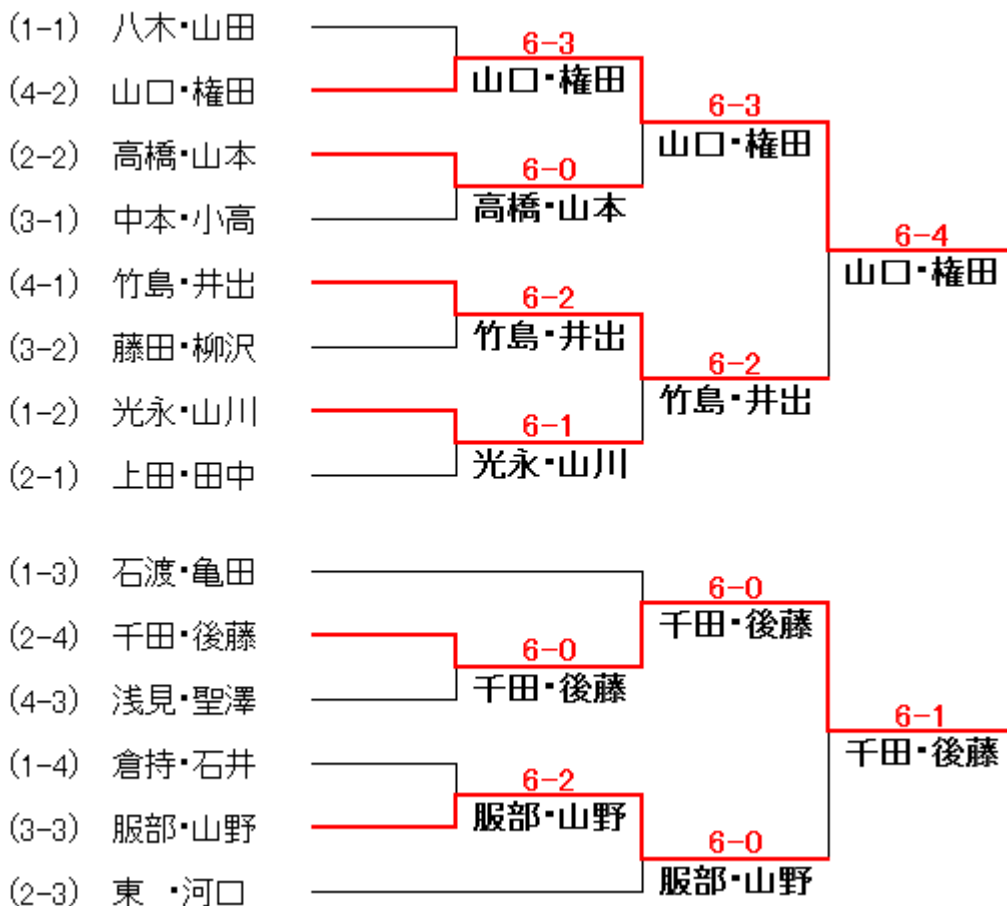 (1-1) 八木・山田
6-3
(4-2) 山口・権田
山口・権田
6-3
(2-2) 高橋・山本
山口・権田
6-0
(3-1) 中本・小高
高橋・山本
6-4
(4-1) 竹島・井出
山口・権田
6-2
(3-2) 藤田・柳沢
竹島・井出
6-2
(1-2) 光永・山川
竹島・井出
6-1
(2-1) 上田・田中
光永・山川
(1-3) 石渡・亀田
6-0
(2-4) 千田・後藤
千田・後藤
6-0
(4-3) 浅見・聖澤
千田・後藤
6-1
(1-4) 倉持・石井
千田・後藤
6-2
(3-3) 服部・山野
服部・山野
6-0
(2-3) 東 ・河口
服部・山野